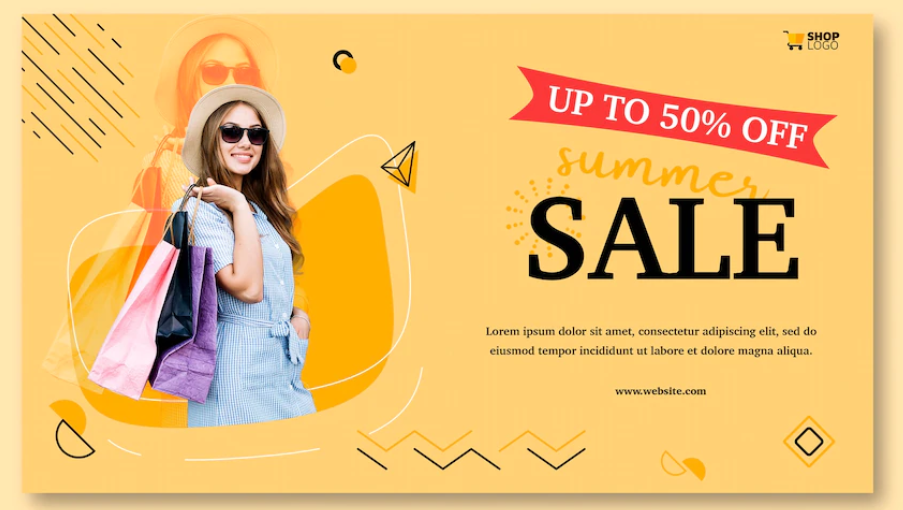 SHOP
LOGO
UP TO 50% OFF
summer
SALE
Lorem ipsum dolor sit amet, consectetur adipiscing elit, sed do
eiusmod tempor incididunt ut labore et dolore magna aliqua.
www.website.com